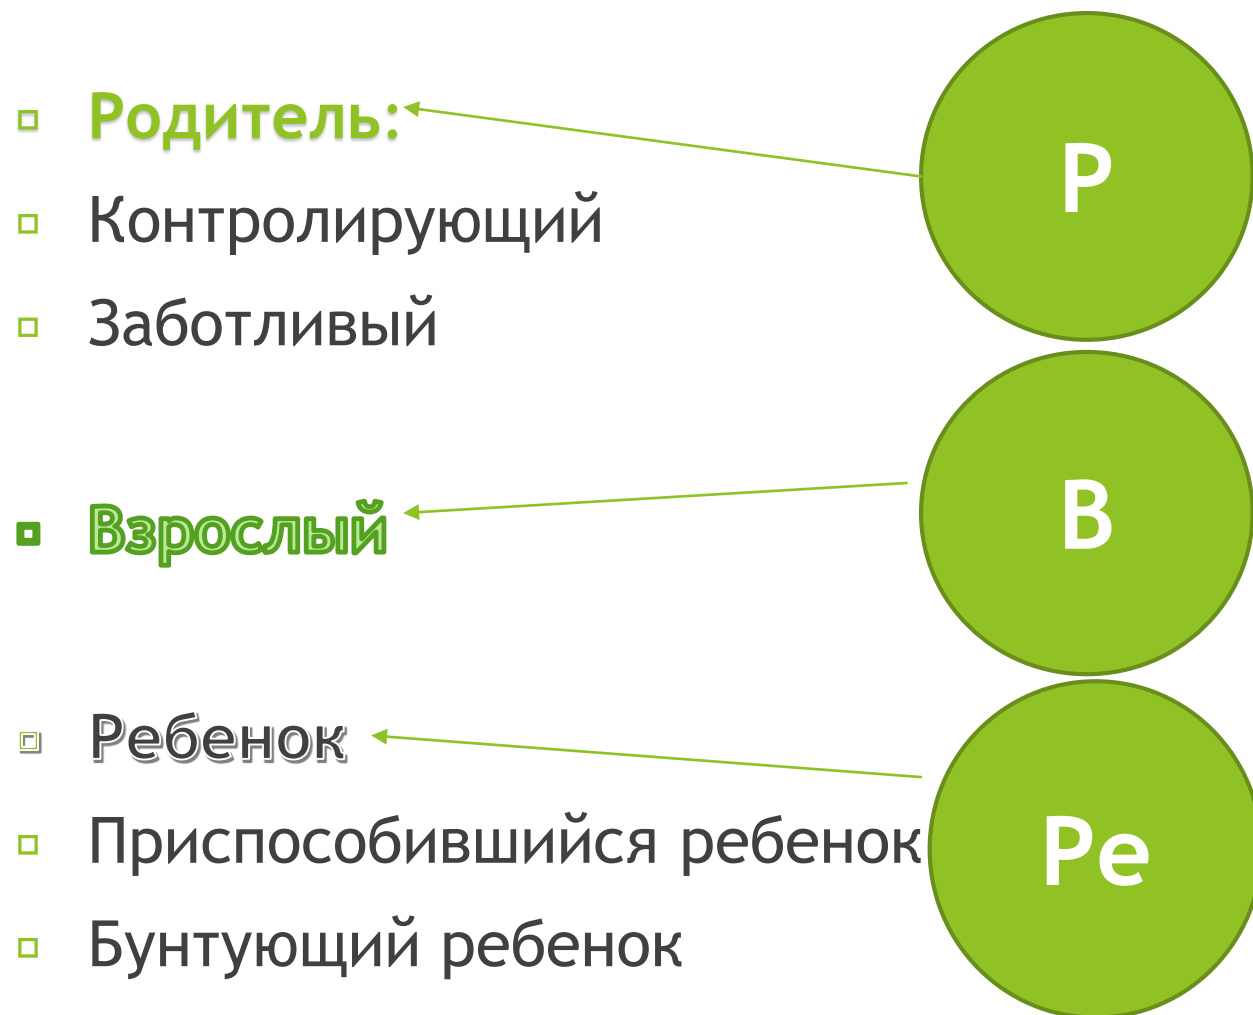 Родитель:
Контролирующий
Заботливый
Взрослый
Ребенок
Приспособившийся ребенок
Бунтующий ребенок
Р
В
Ре